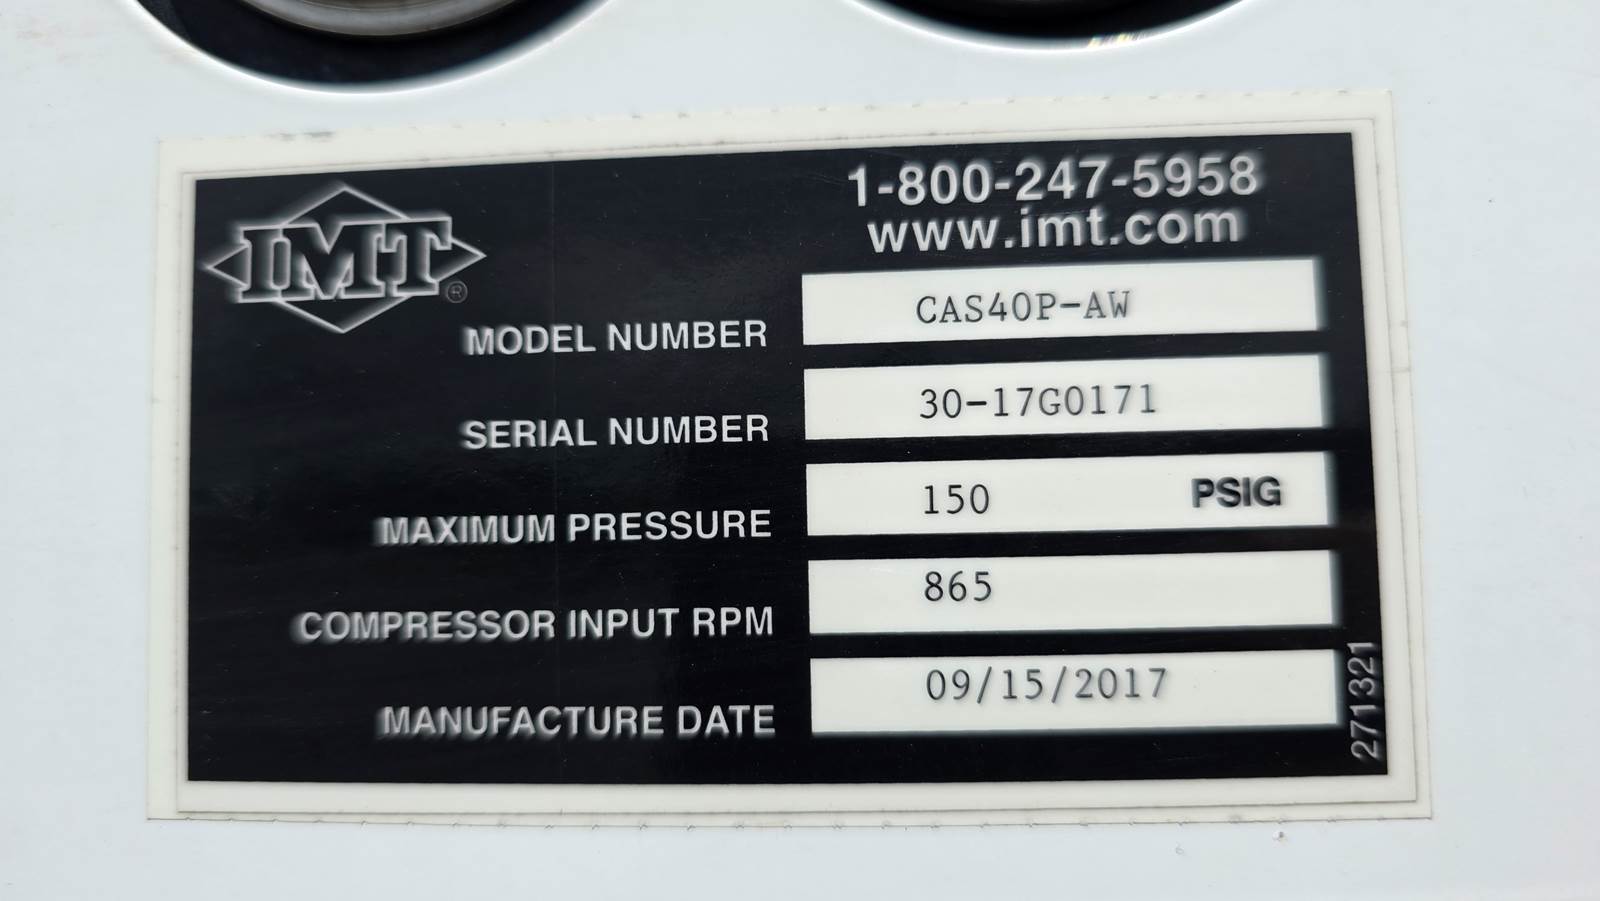 IMT®
1-800-247-5958
www.imt.com
MODEL NUMBER CAS40P-AW
SERIAL NUMBER 30-17G0171
MAXIMUM PRESSURE 150 PSIG
COMPRESSOR INPUT RPM 865
MANUFACTURE DATE 09/15/2017
271321